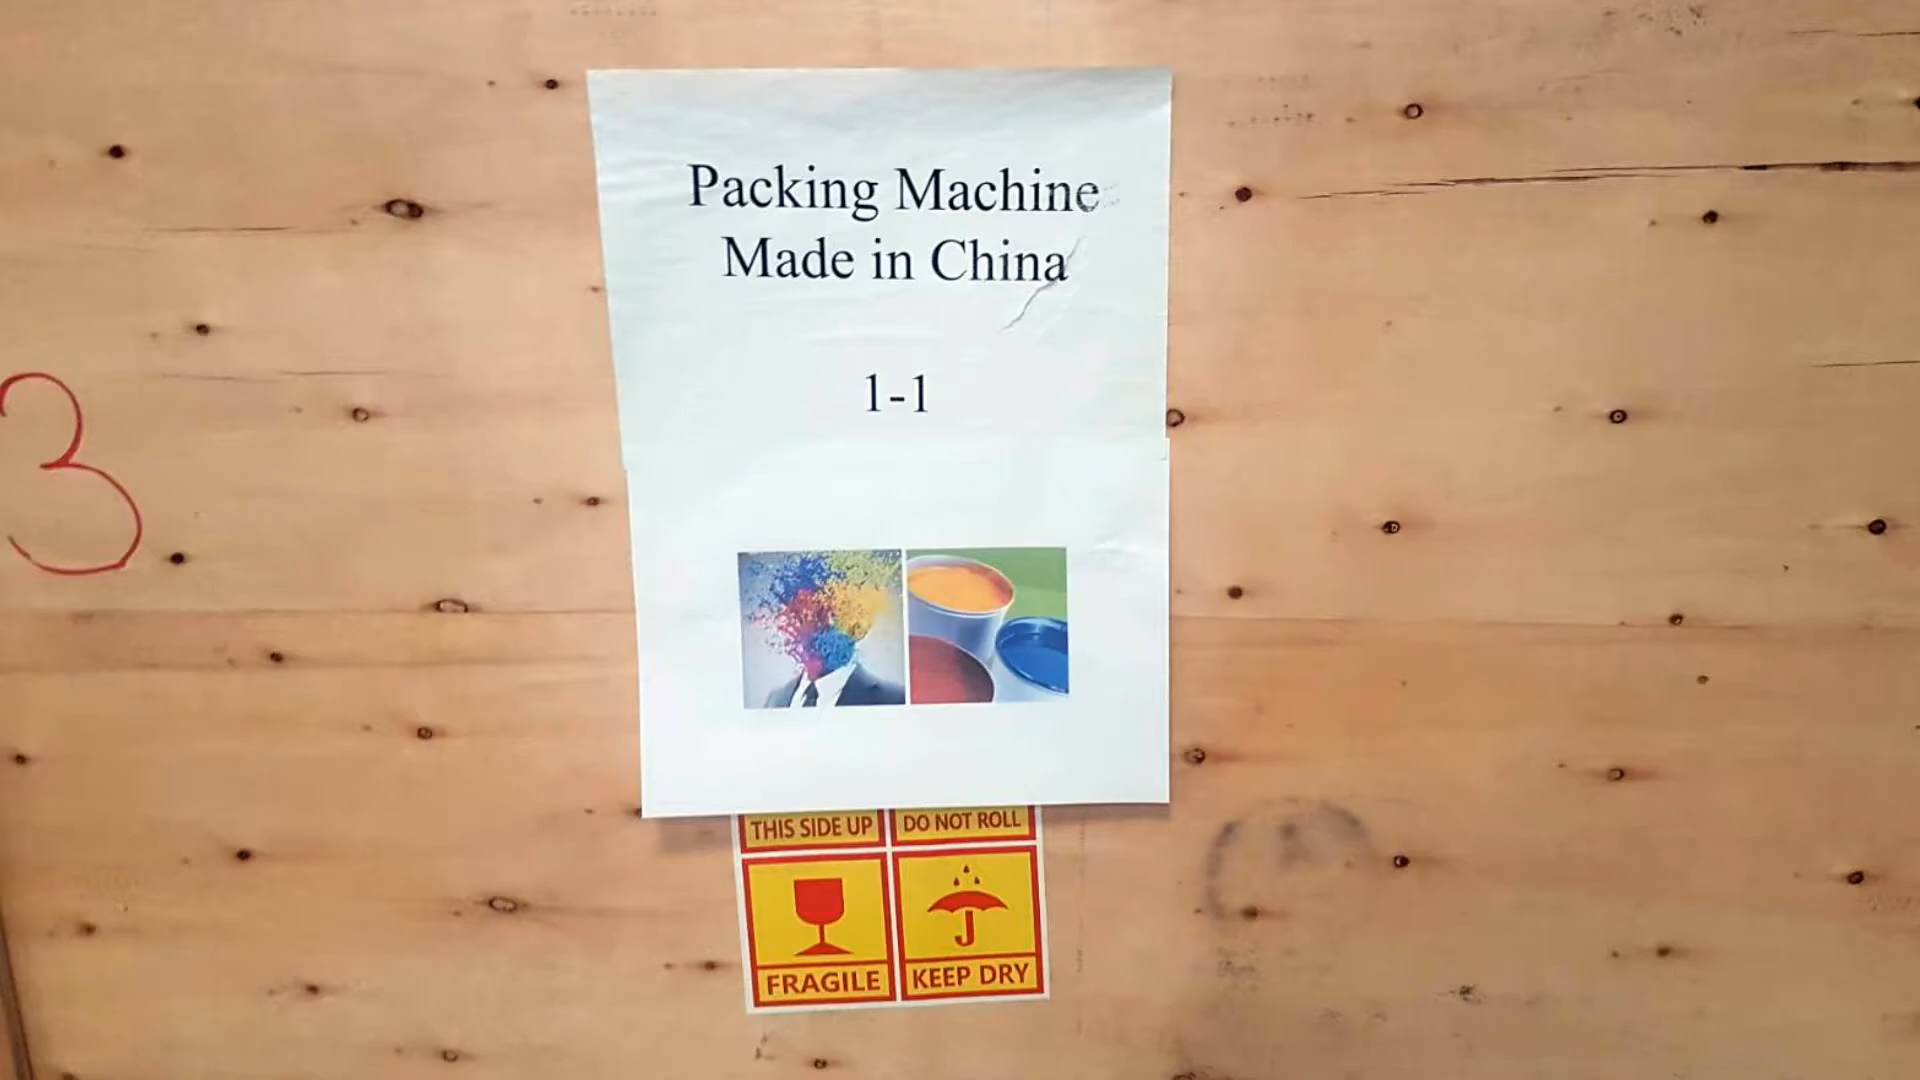 Packing Machine
Made in China
1-1
3
THIS SIDE UP
DO NOT ROLL
FRAGILE
KEEP DRY